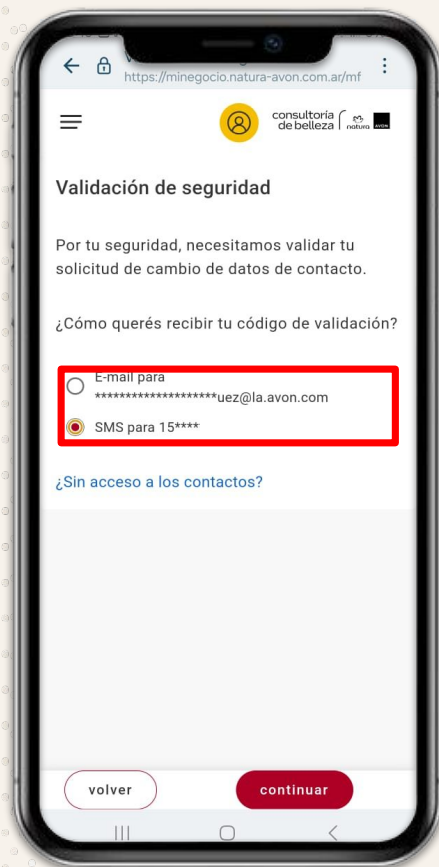 https://minegocio.natura-avon.com.ar/mf
consultoría
de belleza
natura
AVON
Validación de seguridad
Por tu seguridad, necesitamos validar tu
solicitud de cambio de datos de contacto.
¿Cómo querés recibir tu código de validación?
E-mail para
********************uez@la.avon.com
SMS para 15****
¿Sin acceso a los contactos?
volver
continuar